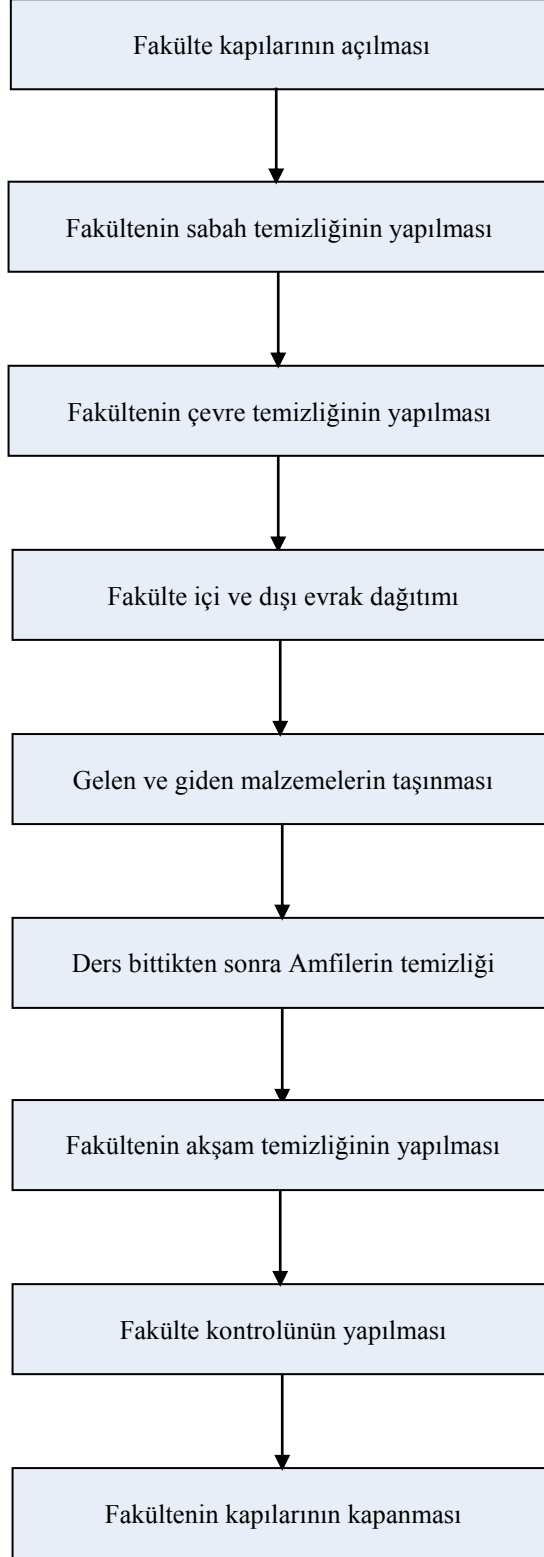 Fakülte kapılarının açılması
Fakültenin sabah temizliğinin yapılması
Fakültenin çevre temizliğinin yapılması
Fakülte içi ve dışı evrak dağıtımı
Gelen ve giden malzemelerin taşınması
Ders bittikten sonra Amfilerin temizliği
Fakültenin akşam temizliğinin yapılması
Fakülte kontrolünün yapılması
Fakültenin kapılarının kapanması